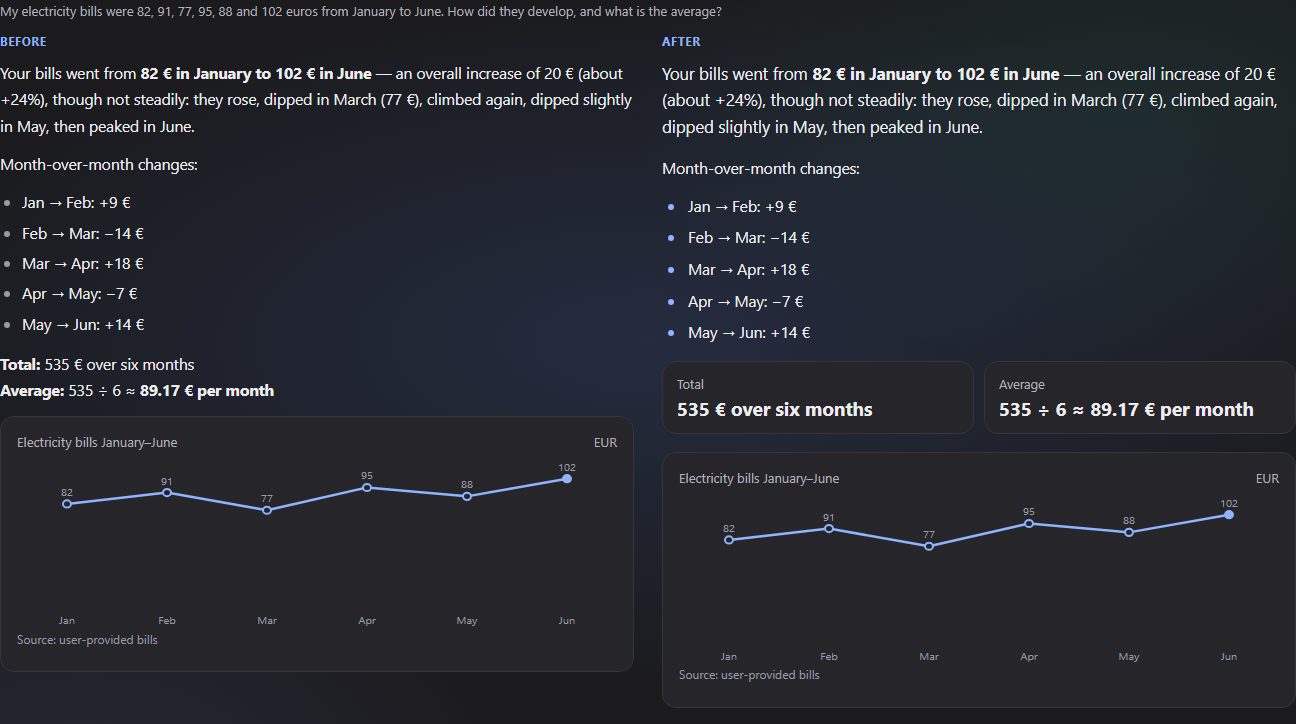 My electricity bills were 82, 91, 77, 95, 88 and 102 euros from January to June. How did they develop, and what is the average?
BEFORE
Your bills went from 82 € in January to 102 € in June — an overall increase of 20 € (about
+24%), though not steadily: they rose, dipped in March (77 €), climbed again, dipped slightly
in May, then peaked in June.
Month-over-month changes:
Jan → Feb: +9 €
Feb → Mar: −14 €
Mar → Apr: +18 €
Apr → May: −7 €
May → Jun: +14 €
Total: 535 € over six months
Average: 535 ÷ 6 ≈ 89.17 € per month
Electricity bills January–June
EUR
82
91
77
95
88
102
Jan
Feb
Mar
Apr
May
Jun
Source: user-provided bills
AFTER
Your bills went from 82 € in January to 102 € in June — an overall increase of 20 €
(about +24%), though not steadily: they rose, dipped in March (77 €), climbed again,
dipped slightly in May, then peaked in June.
Month-over-month changes:
Jan → Feb: +9 €
Feb → Mar: −14 €
Mar → Apr: +18 €
Apr → May: −7 €
May → Jun: +14 €
Total
535 € over six months
Average
535 ÷ 6 ≈ 89.17 € per month
Electricity bills January–June
EUR
82
91
77
95
88
102
Jan
Feb
Mar
Apr
May
Jun
Source: user-provided bills